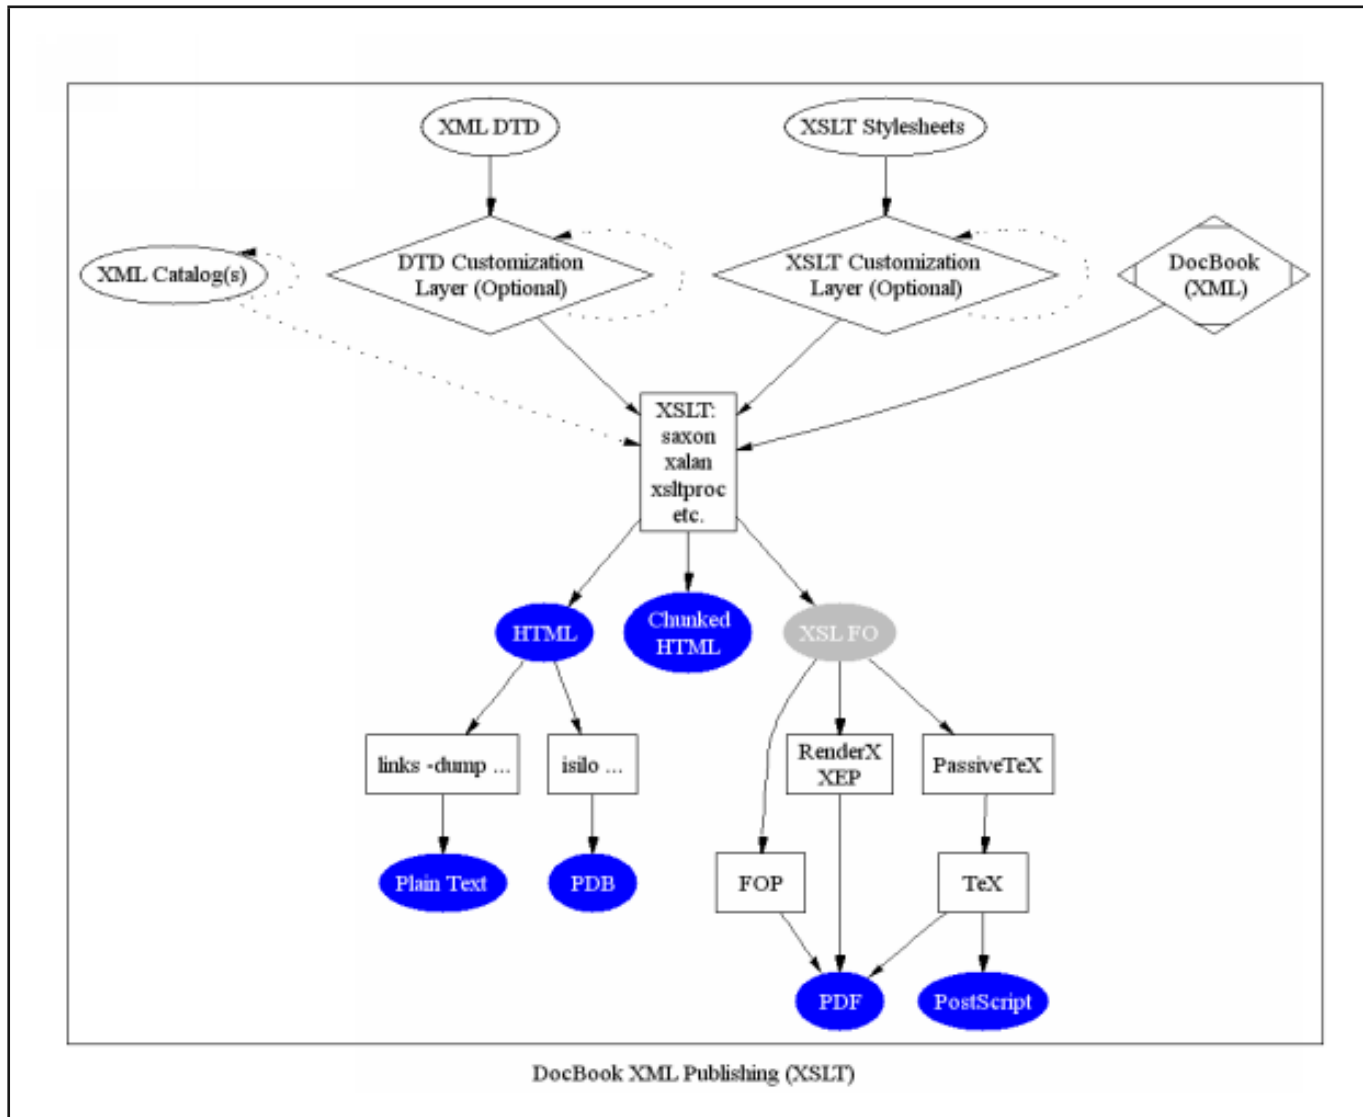 XML DTD
XSLT Stylesheets
XML Catalog(s)
DTD Customization
Layer (Optional)
XSLT Customization
Layer (Optional)
DocBook
(XML)
XSLT:
saxon
xalan
xsltproc
etc.
HTML
Chunked
HTML
XSL FO
links -dump ...
isilo ...
RenderX
XEP
PassiveTeX
Plain Text
PDB
FOP
TeX
PDF
PostScript
DocBook XML Publishing (XSLT)